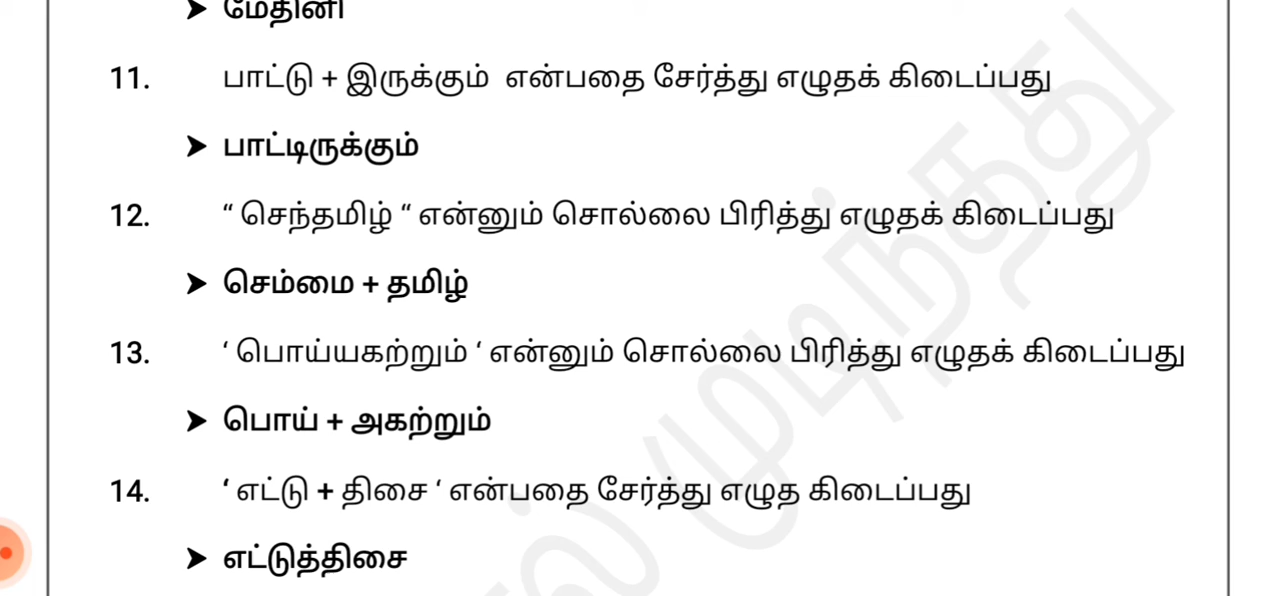 ➤ மேதினி
11. பாட்டு + இருக்கும் என்பதை சேர்த்து எழுதக் கிடைப்பது
➤ பாட்டிருக்கும்
12. “ செந்தமிழ் “ என்னும் சொல்லை பிரித்து எழுதக் கிடைப்பது
➤ செம்மை + தமிழ்
13. ‘ பொய்யகற்றும் ‘ என்னும் சொல்லை பிரித்து எழுதக் கிடைப்பது
➤ பொய் + அகற்றும்
14. ‘ எட்டு + திசை ‘ என்பதை சேர்த்து எழுத கிடைப்பது
➤ எட்டுத்திசை